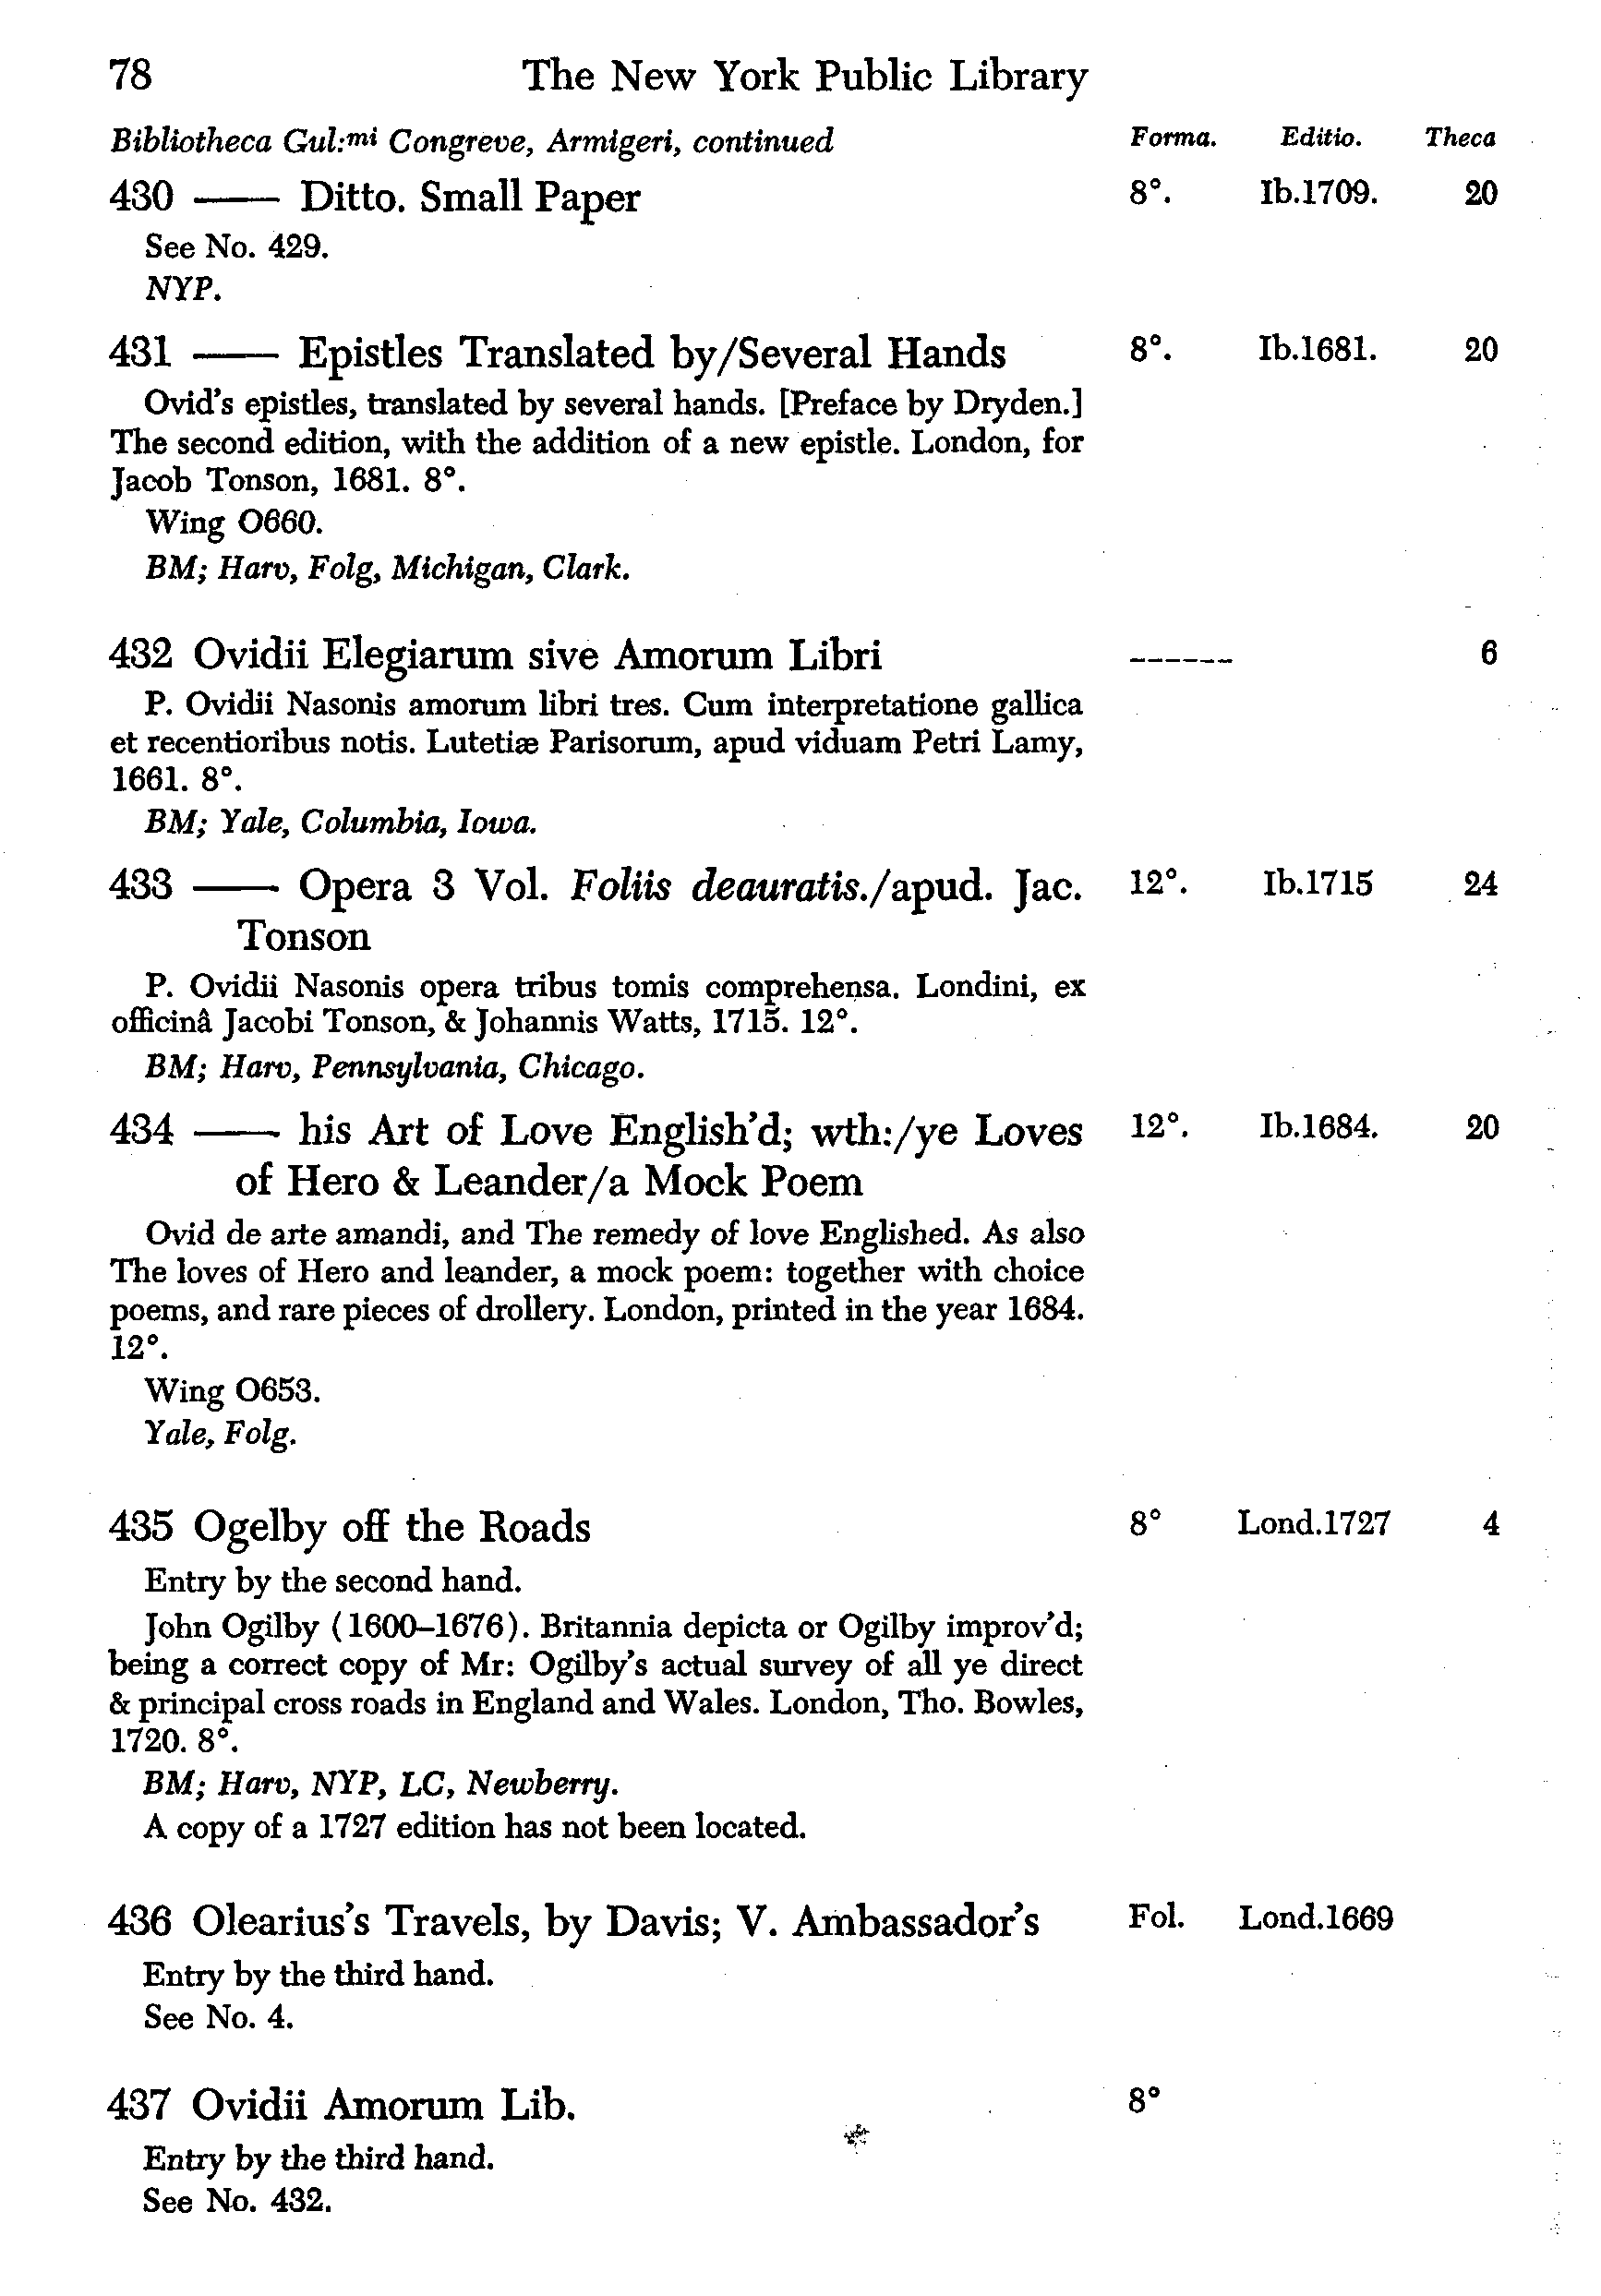 78 The New York Public Library
Bibliotheca Gul:mi Congreve, Armigeri, continued Forma. Editio. Theca
430 —— Ditto. Small Paper 8°. Ib.1709. 20
See No. 429.
NYP.
431 —— Epistles Translated by/Several Hands 8°. Ib.1681. 20
Ovid's epistles, translated by several hands. [Preface by Dryden.]
The second edition, with the addition of a new epistle. London, for
Jacob Tonson, 1681. 8°.
Wing O660.
BM; Harv, Folg, Michigan, Clark.
432 Ovidii Elegiarum sive Amorum Libri ------ 6
P. Ovidii Nasonis amorum libri tres. Cum interpretatione gallica
et recentioribus notis. Lutetiæ Parisorum, apud viduam Petri Lamy,
1661. 8°.
BM; Yale, Columbia, Iowa.
433 —— Opera 3 Vol. Foliis deauratis./apud. Jac. 12°. Ib.1715 24
Tonson
P. Ovidii Nasonis opera tribus tomis comprehensa. Londini, ex
officinâ Jacobi Tonson, & Johannis Watts, 1715. 12°.
BM; Harv, Pennsylvania, Chicago.
434 —— his Art of Love English'd; wth:/ye Loves 12°. Ib.1684. 20
of Hero & Leander/a Mock Poem
Ovid de arte amandi, and The remedy of love Englished. As also
The loves of Hero and leander, a mock poem: together with choice
poems, and rare pieces of drollery. London, printed in the year 1684.
12°.
Wing O653.
Yale, Folg.
435 Ogelby off the Roads 8° Lond.1727 4
Entry by the second hand.
John Ogilby (1600–1676). Britannia depicta or Ogilby improv'd;
being a correct copy of Mr: Ogilby's actual survey of all ye direct
& principal cross roads in England and Wales. London, Tho. Bowles,
1720. 8°.
BM; Harv, NYP, LC, Newberry.
A copy of a 1727 edition has not been located.
436 Olearius's Travels, by Davis; V. Ambassador's Fol. Lond.1669
Entry by the third hand.
See No. 4.
437 Ovidii Amorum Lib. 8°
Entry by the third hand.
See No. 432.